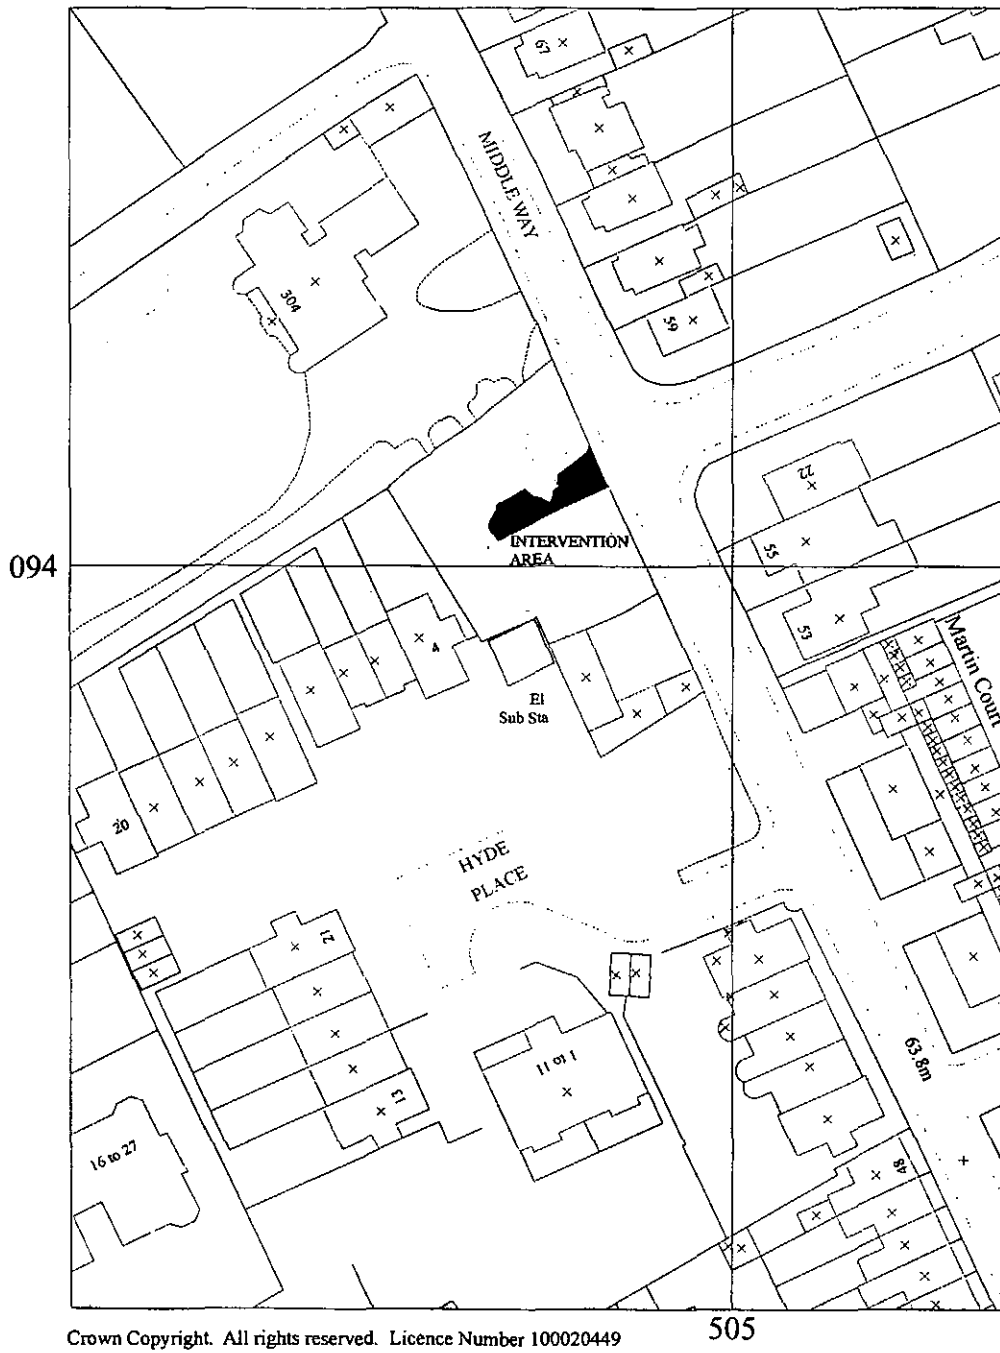 67
MIDDLE WAY
304
59
22
INTERVENTION
AREA
55
094
53
4
Martin Court
El
Sub Sta
20
HYDE
PLACE
21
63.8m
1 to 11
13
16 to 27
48
505
Crown Copyright. All rights reserved. Licence Number 100020449